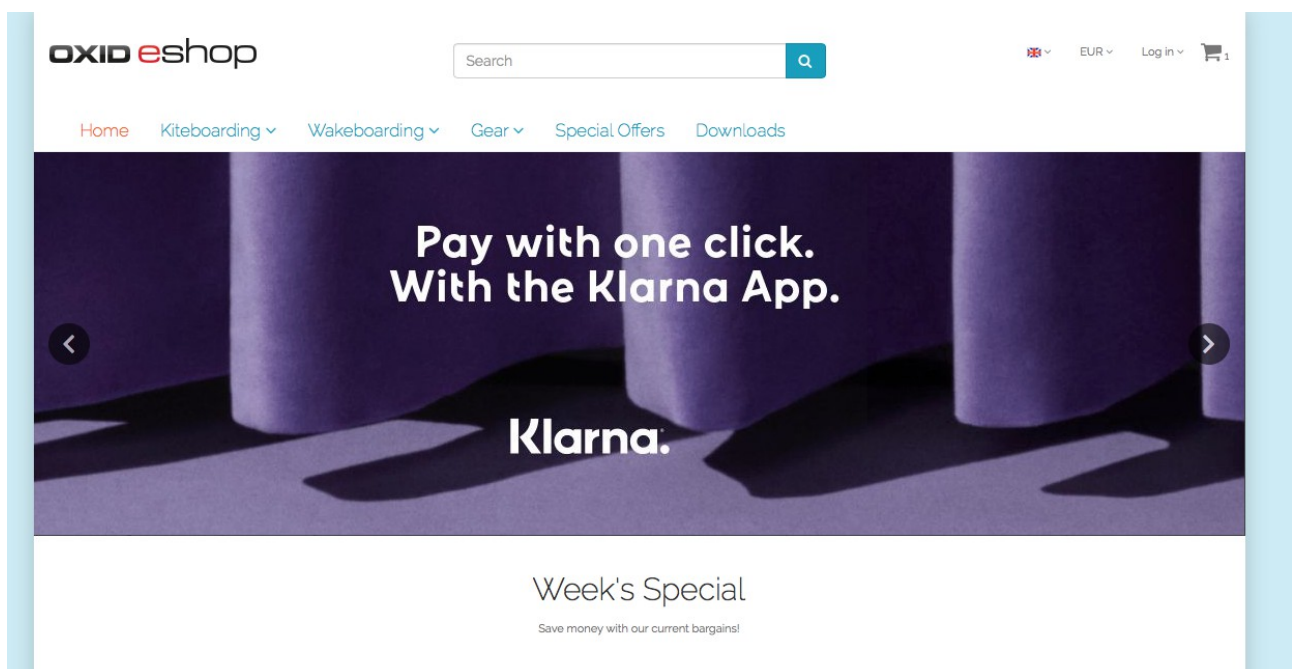 OXID eshop
Search
EUR
Log in
1
Home Kiteboarding Wakeboarding Gear Special Offers Downloads
Pay with one click.
With the Klarna App.
Klarna.
Week's Special
Save money with our current bargains!